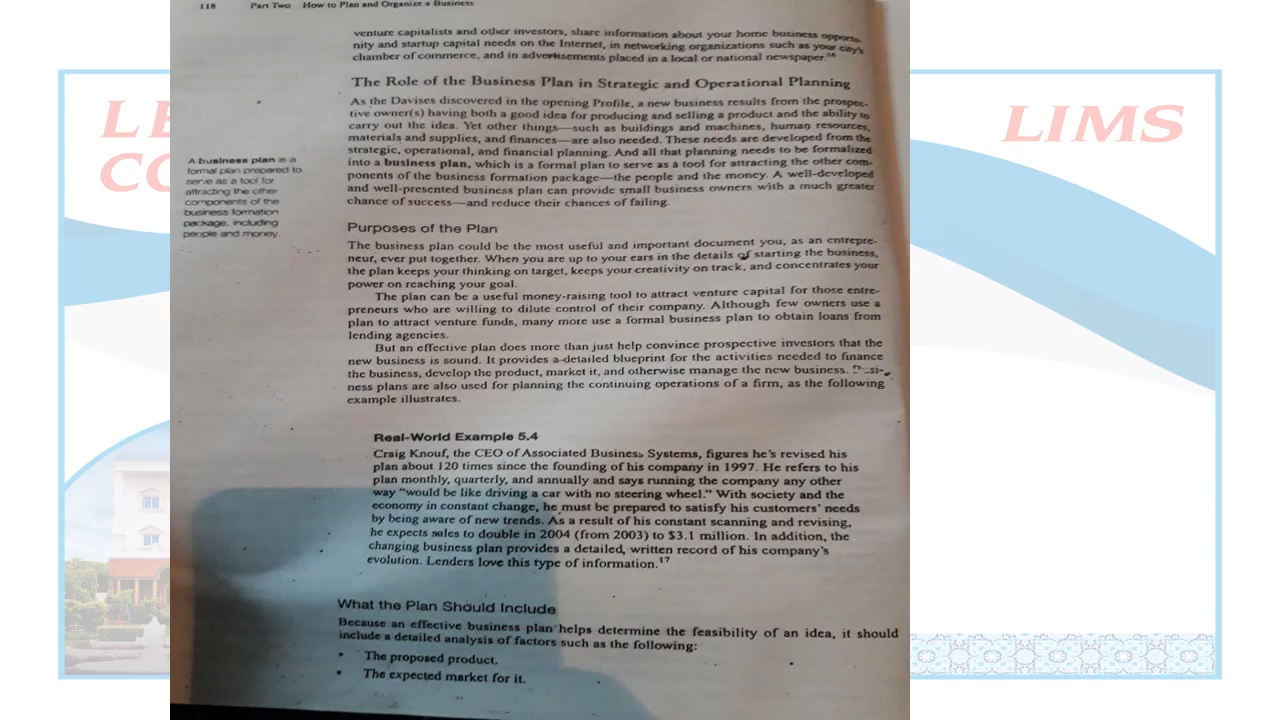 118 Part Two How to Plan and Organize a Business
venture capitalists and other investors, share information about your home business opportu-
nity and startup capital needs on the Internet, in networking organizations such as your city's
chamber of commerce, and in advertisements placed in a local or national newspaper.16
The Role of the Business Plan in Strategic and Operational Planning
As the Davises discovered in the opening Profile, a new business results from the prospec-
tive owner(s) having both a good idea for producing and selling a product and the ability to
carry out the idea. Yet other things—such as buildings and machines, human resources,
materials and supplies, and finances—are also needed. These needs are developed from the
strategic, operational, and financial planning. And all that planning needs to be formalized
into a business plan, which is a formal plan to serve as a tool for attracting the other com-
ponents of the business formation package—the people and the money. A well-developed
and well-presented business plan can provide small business owners with a much greater
chance of success—and reduce their chances of failing.
A business plan is a
formal plan prepared to
serve as a tool for
attracting the other
components of the
business formation
package, including
people and money.
Purposes of the Plan
The business plan could be the most useful and important document you, as an entrepre-
neur, ever put together. When you are up to your ears in the details of starting the business,
the plan keeps your thinking on target, keeps your creativity on track, and concentrates your
power on reaching your goal.
The plan can be a useful money-raising tool to attract venture capital for those entre-
preneurs who are willing to dilute control of their company. Although few owners use a
plan to attract venture funds, many more use a formal business plan to obtain loans from
lending agencies.
But an effective plan does more than just help convince prospective investors that the
new business is sound. It provides a detailed blueprint for the activities needed to finance
the business, develop the product, market it, and otherwise manage the new business. Busi-
ness plans are also used for planning the continuing operations of a firm, as the following
example illustrates.
Real-World Example 5.4
Craig Knouf, the CEO of Associated Business Systems, figures he's revised his
plan about 120 times since the founding of his company in 1997. He refers to his
plan monthly, quarterly, and annually and says running the company any other
way "would be like driving a car with no steering wheel." With society and the
economy in constant change, he must be prepared to satisfy his customers' needs
by being aware of new trends. As a result of his constant scanning and revising,
he expects sales to double in 2004 (from 2003) to $3.1 million. In addition, the
changing business plan provides a detailed, written record of his company's
evolution. Lenders love this type of information.17
What the Plan Should Include
Because an effective business plan helps determine the feasibility of an idea, it should
include a detailed analysis of factors such as the following:
• The proposed product.
• The expected market for it.
LIMS